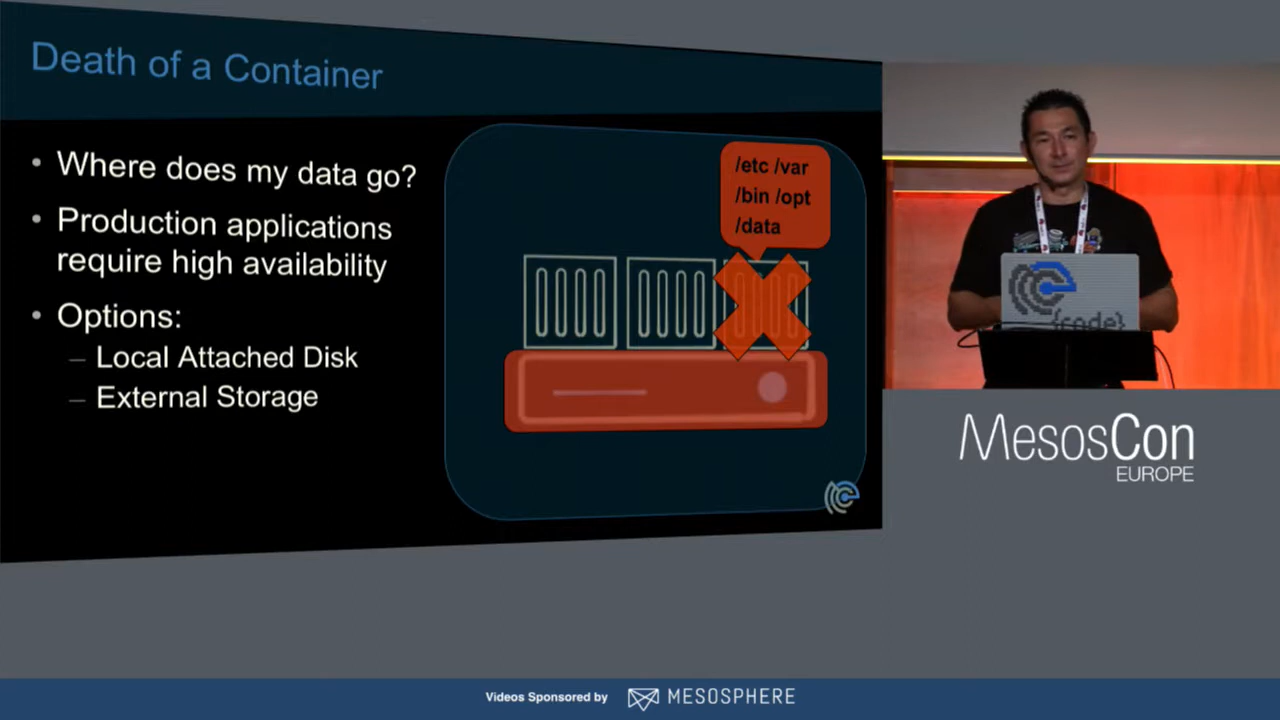 Death of a Container
• Where does my data go?
• Production applications
require high availability
• Options:
– Local Attached Disk
– External Storage
/etc /var
/bin /opt
/data
{code}
MesosCon
EUROPE
Videos Sponsored by MESOSPHERE